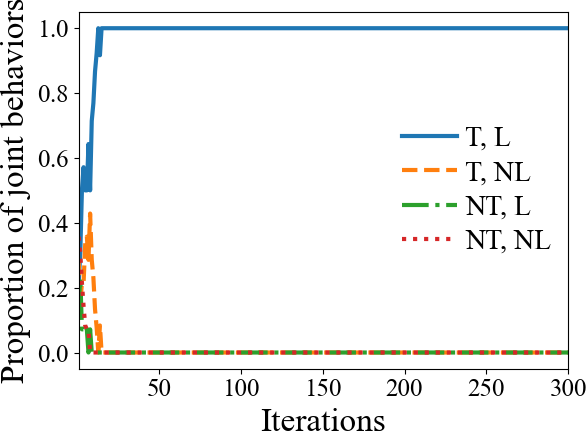 Proportion of joint behaviors
1.0
0.8
0.6
0.4
0.2
0.0
T, L
T, NL
NT, L
NT, NL
50 100 150 200 250 300
Iterations